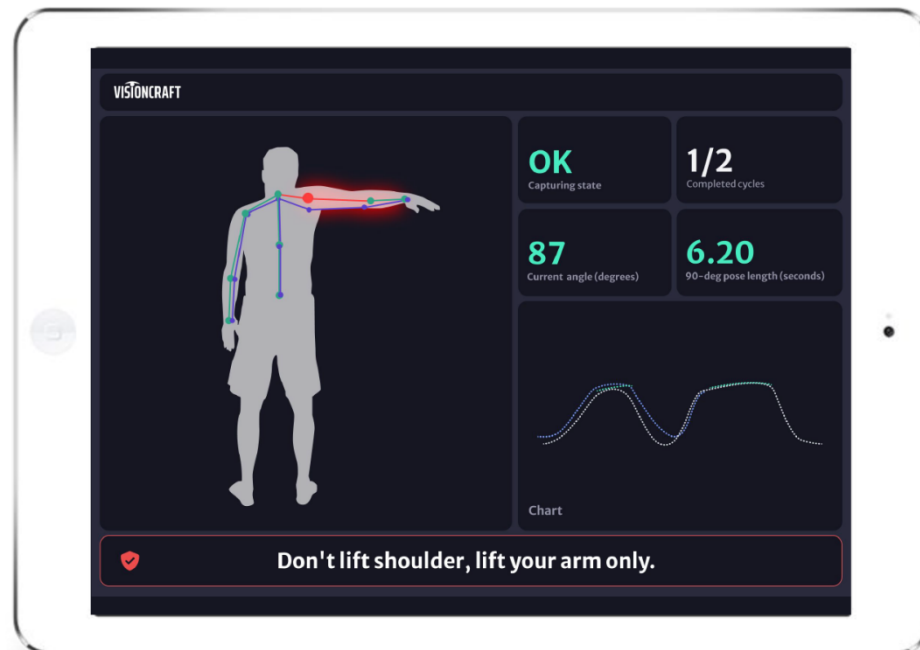 VISIONCRAFT
OK
Capturing state
1/2
Completed cycles
87
Current angle (degrees)
6.20
90-deg pose length (seconds)
Chart
Don't lift shoulder, lift your arm only.